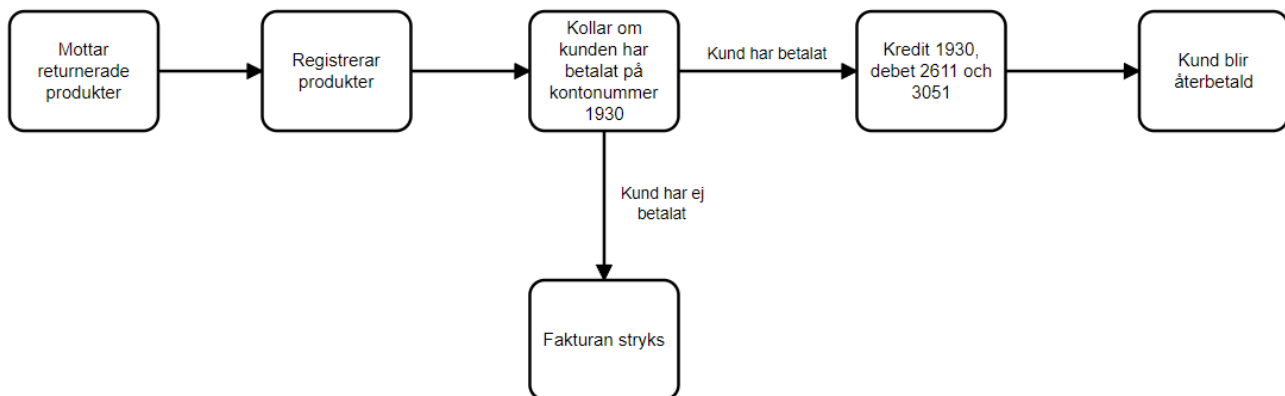 Mottar
returnerade
produkter
Registrerar
produkter
Kollar om
kunden har
betalat på
kontonummer
1930
Kund har betalat
Kredit 1930,
debet 2611 och
3051
Kund blir
återbetald
Kund har ej
betalat
Fakturan stryks